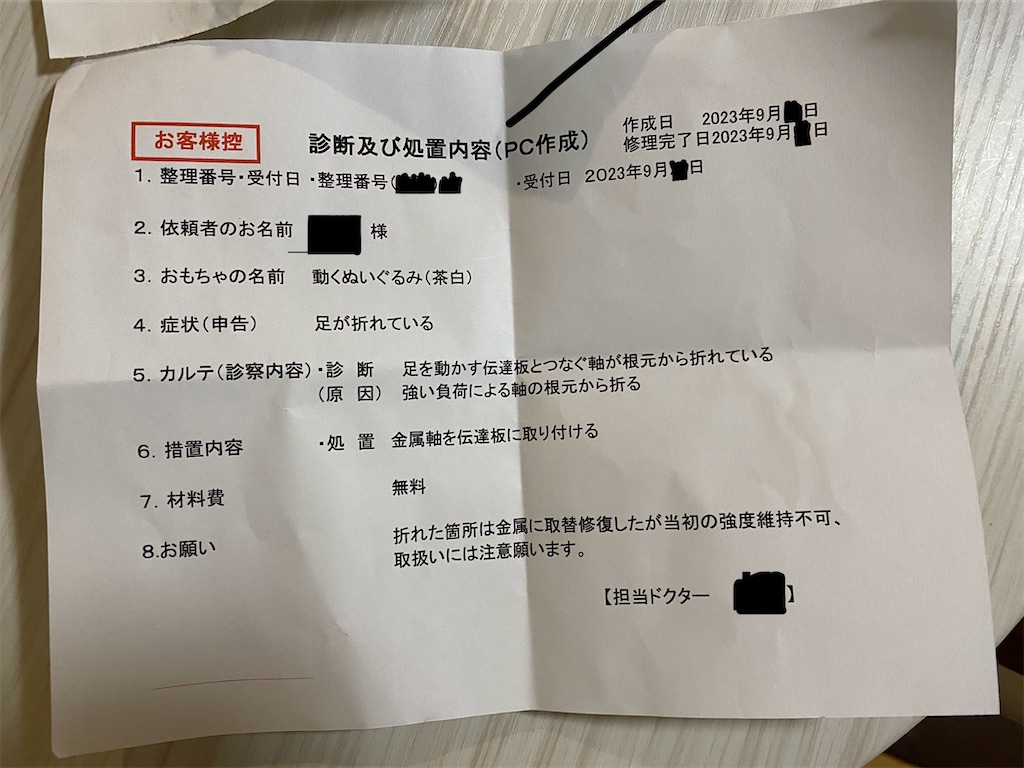 お客様控
診断及び処置内容(PC作成)
作成日 2023年9月 日
修理完了日2023年9月 日
1. 整理番号・受付日 ・整理番号( ) ・受付日 2023年9月 日
2. 依頼者のお名前 様
3. おもちゃの名前 動くぬいぐるみ(茶白)
4. 症状(申告) 足が折れている
5. カルテ(診察内容) ・診 断 足を動かす伝達板とつなぐ軸が根元から折れている
(原 因) 強い負荷による軸の根元から折る
6. 措置内容 ・処 置 金属軸を伝達板に取り付ける
7. 材料費 無料
8.お願い 折れた箇所は金属に取替修復したが当初の強度維持不可、
取扱いには注意願います。
【担当ドクター 】